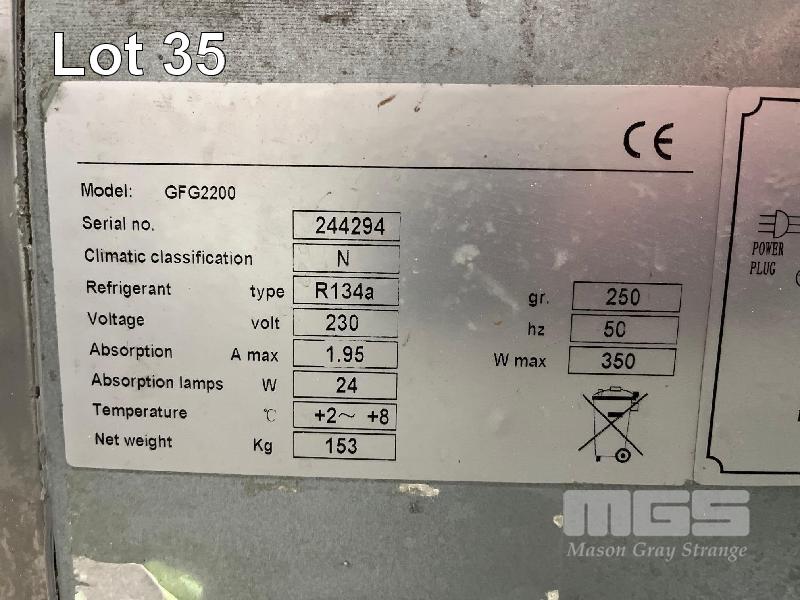 Lot 35
CE
Model: GFG2200
Serial no. 244294
Climatic classification N
Refrigerant type R134a gr. 250
Voltage volt 230 hz 50
Absorption A max 1.95 W max 350
Absorption lamps W 24
Temperature °C +2～ +8
Net weight Kg 153
POWER
PLUG
MGS
Mason Gray Strange